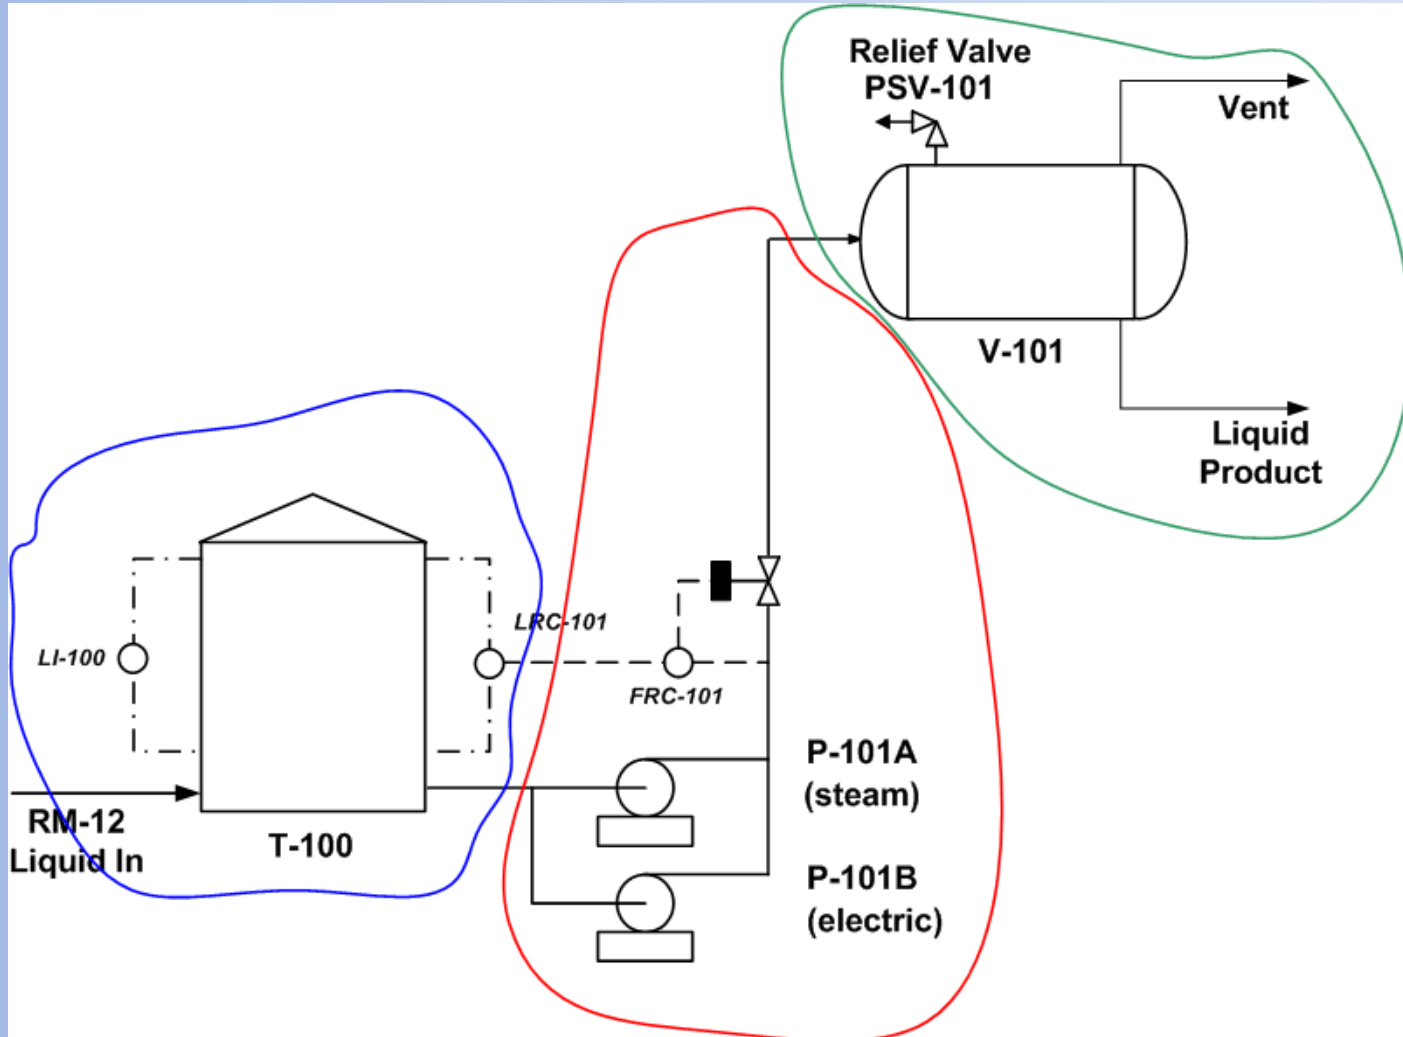 Relief Valve
PSV-101
Vent
V-101
Liquid
Product
LRC-101
LI-100
FRC-101
P-101A
(steam)
RM-12
Liquid In
T-100
P-101B
(electric)